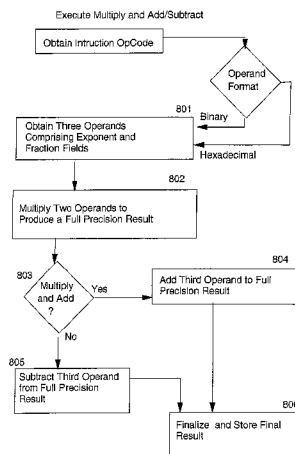 Execute Multiply and Add/Subtract
Obtain Intruction OpCode
Operand
Format
801
Binary
Obtain Three Operands
Comprising Exponent and
Fraction Fields
Hexadecimal
802
Multiply Two Operands to
Produce a Full Precision Result
803
Multiply
and Add
?
Yes
804
Add Third Operand to Full
Precision Result
No
805
Subtract Third Operand
from Full Precision
Result
Finalize and Store Final
Result